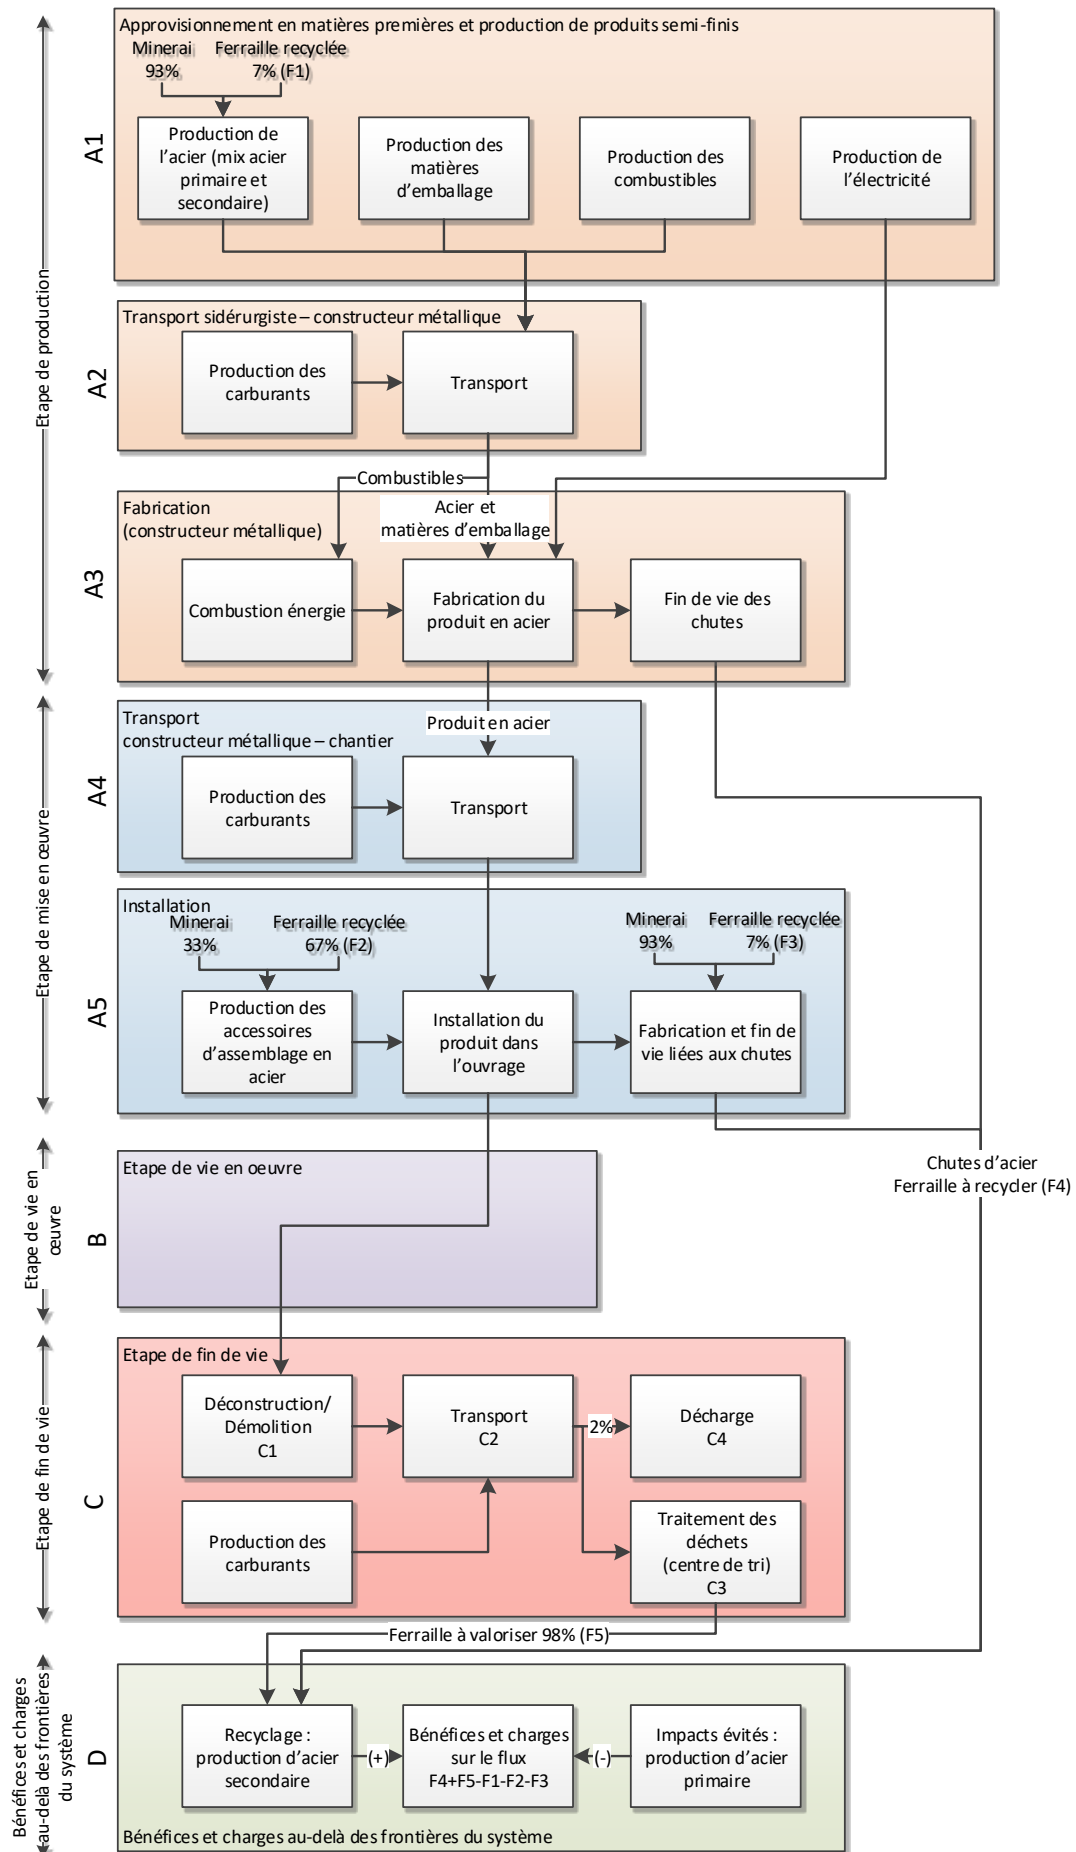 Approvisionnement en matières premières et production de produits semi-finis
Minerai
93%
Ferraille recyclée
7% (F1)
A1
Production de
l'acier (mix acier
primaire et
secondaire)
Production des
matières
d'emballage
Production des
combustibles
Production de
l'électricité
Etape de production
Transport sidérurgiste – constructeur métallique
A2
Production des
carburants
Transport
Combustibles
Acier et
matières d'emballage
Fabrication
(constructeur métallique)
A3
Combustion énergie
Fabrication du
produit en acier
Fin de vie des
chutes
Transport
constructeur métallique – chantier
Produit en acier
A4
Production des
carburants
Transport
Etape de mise en œuvre
Installation
Minerai
33%
Ferraille recyclée
67% (F2)
Minerai
93%
Ferraille recyclée
7% (F3)
A5
Production des
accessoires
d'assemblage en
acier
Installation du
produit dans
l'ouvrage
Fabrication et fin de
vie liées aux chutes
Chutes d'acier
Ferraille à recycler (F4)
Etape de vie en
œuvre
B
Etape de vie en oeuvre
Etape de fin de vie
C
Etape de fin de vie
Déconstruction/
Démolition
C1
Transport
C2
2%
Décharge
C4
Production des
carburants
Traitement des
déchets
(centre de tri)
C3
Ferraille à valoriser 98% (F5)
Bénéfices et charges
au-delà des frontières
du système
D
Recyclage :
production d'acier
secondaire
(+)
Bénéfices et charges
sur le flux
F4+F5-F1-F2-F3
(-)
Impacts évités :
production d'acier
primaire
Bénéfices et charges au-delà des frontières du système